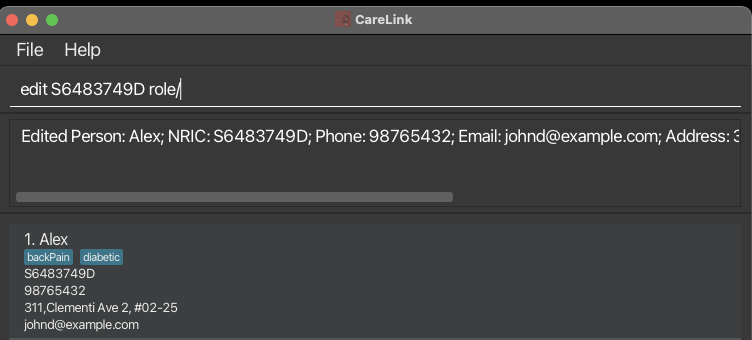 CareLink
File Help
edit S6483749D role/
Edited Person: Alex; NRIC: S6483749D; Phone: 98765432; Email: johnd@example.com; Address: 3
1. Alex
backPain diabetic
S6483749D
98765432
311,Clementi Ave 2, #02-25
johnd@example.com